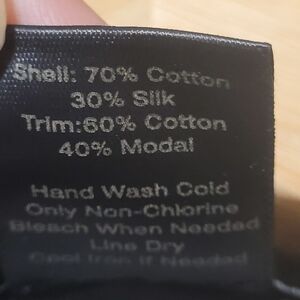 Shell: 70% Cotton
30% Silk
Trim:60% Cotton
40% Modal
Hand Wash Cold
Only Non-Chlorine
Bleach When Needed
Line Dry
Cool Iron if Needed